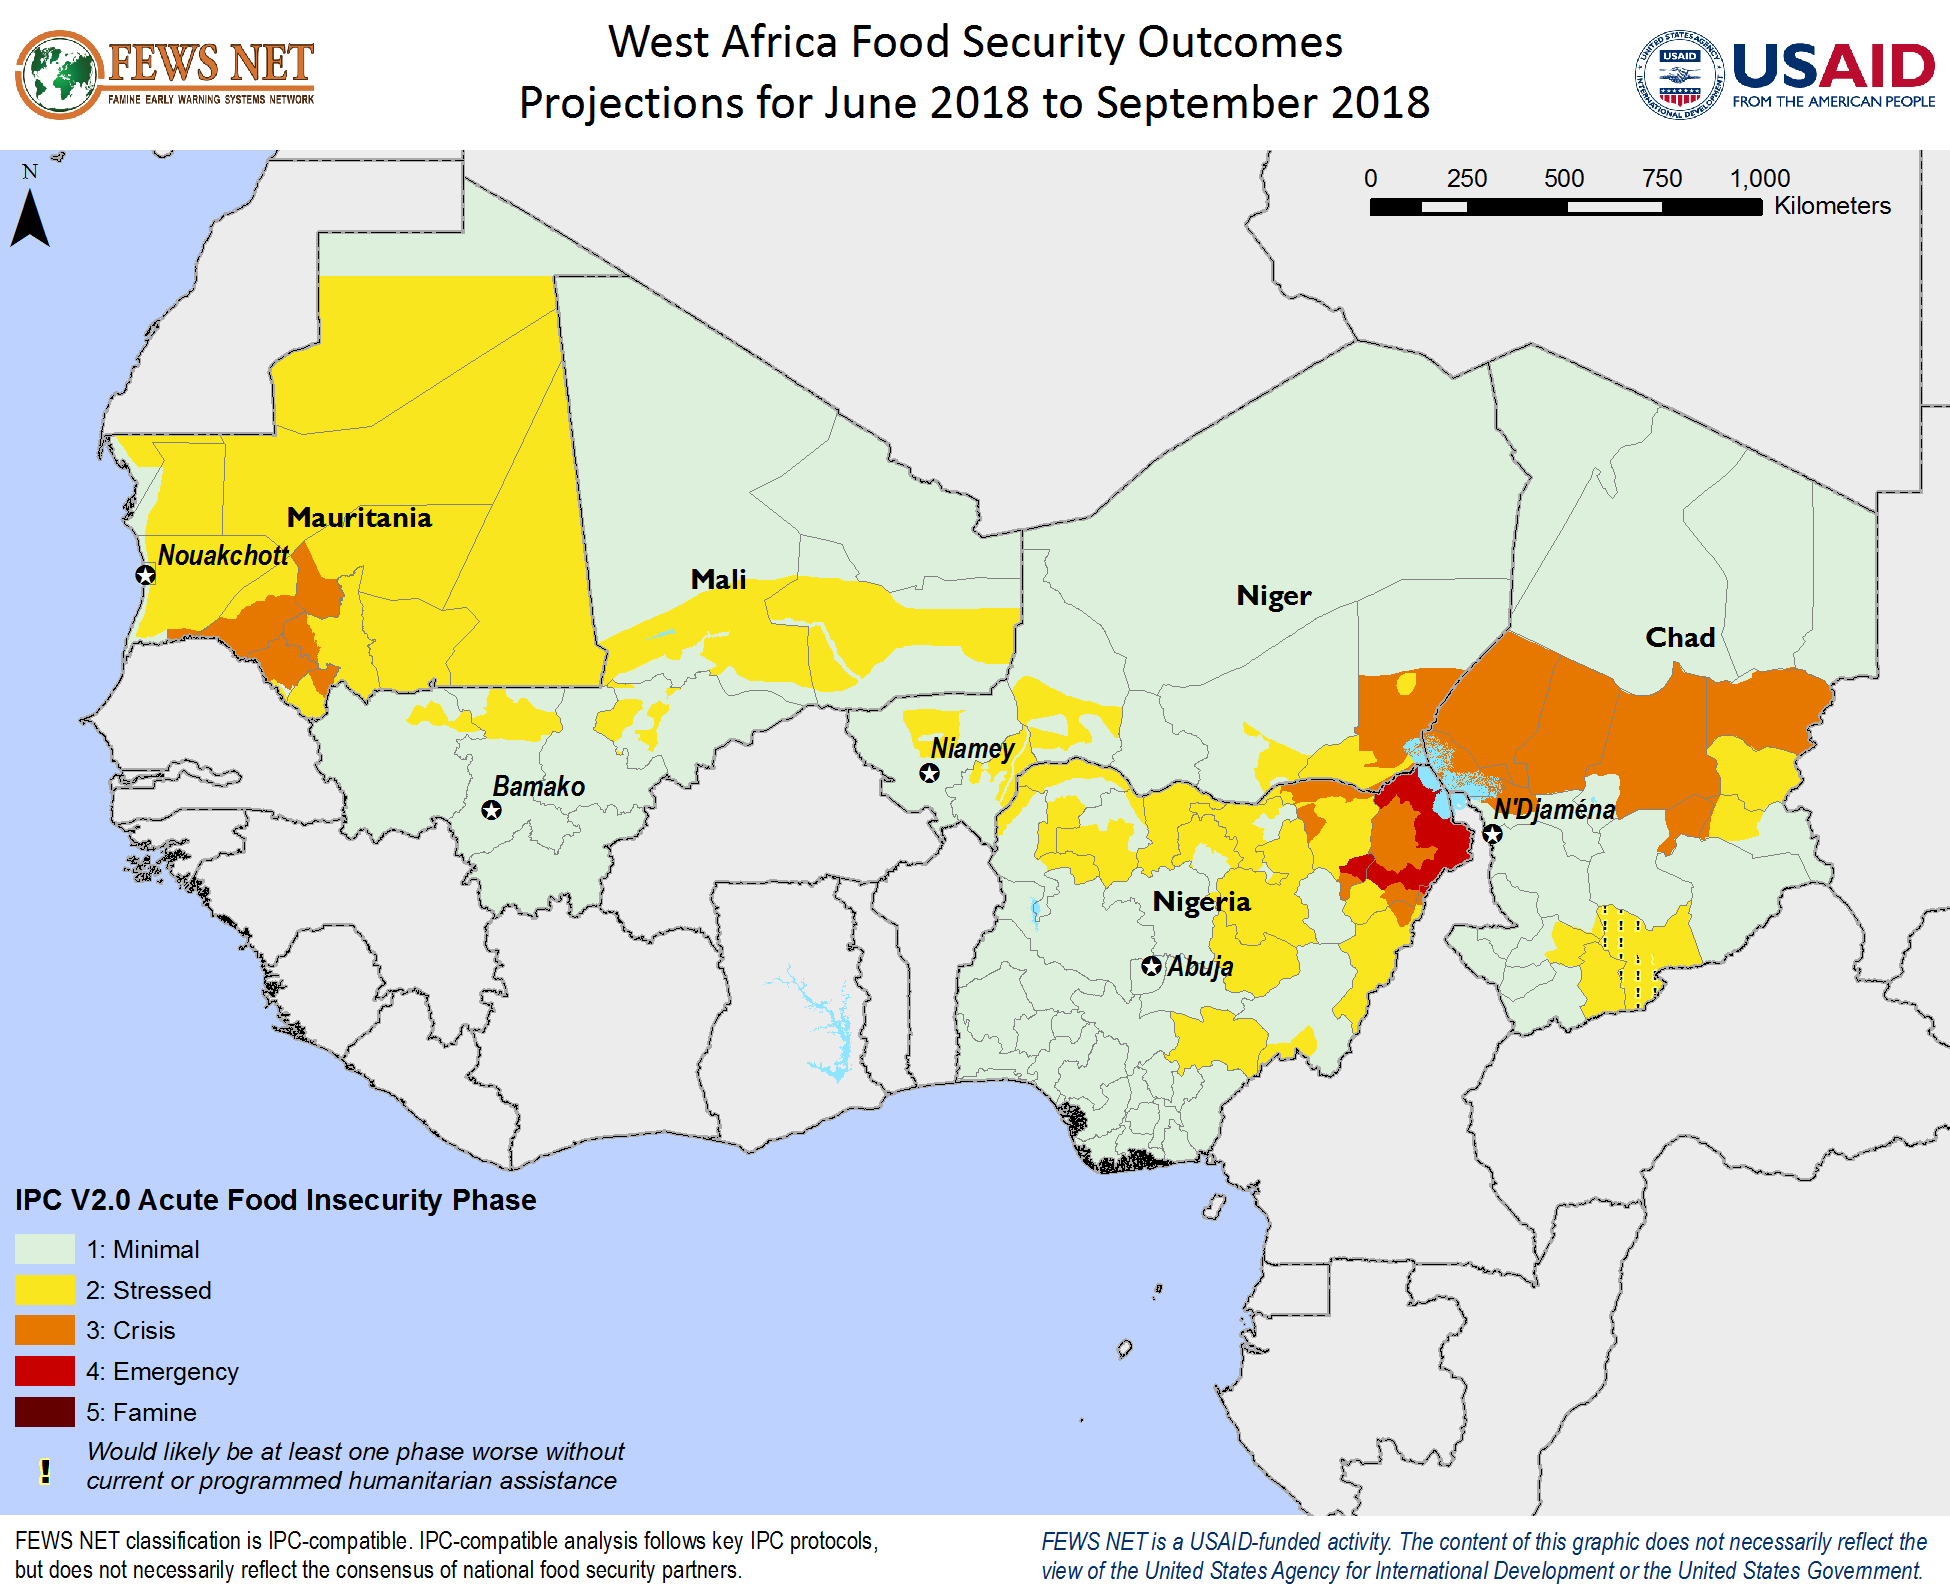 FEWS NET
FAMINE EARLY WARNING SYSTEMS NETWORK
West Africa Food Security Outcomes
Projections for June 2018 to September 2018
UNITED STATES AGENCY
USAID
INTERNATIONAL DEVELOPMENT
USAID
FROM THE AMERICAN PEOPLE
N
0 250 500 750 1,000
Kilometers
Mauritania
Nouakchott
Mali
Niger
Chad
Niamey
Bamako
N'Djaména
Nigeria
Abuja
IPC V2.0 Acute Food Insecurity Phase
1: Minimal
2: Stressed
3: Crisis
4: Emergency
5: Famine
! Would likely be at least one phase worse without
current or programmed humanitarian assistance
FEWS NET classification is IPC-compatible. IPC-compatible analysis follows key IPC protocols,
but does not necessarily reflect the consensus of national food security partners.
FEWS NET is a USAID-funded activity. The content of this graphic does not necessarily reflect the
view of the United States Agency for International Development or the United States Government.